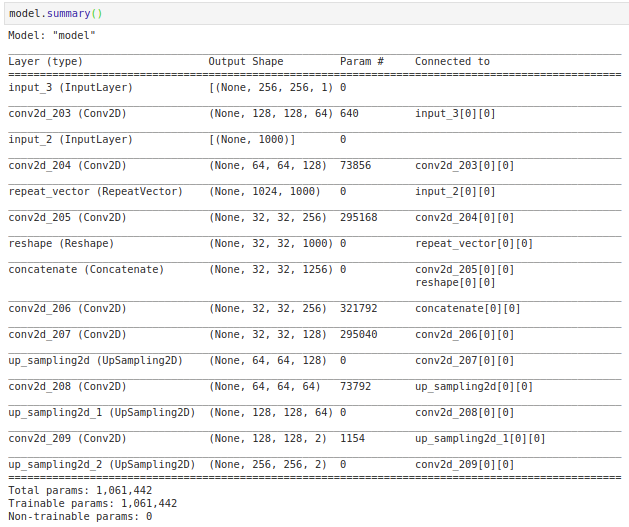 model.summary()
Model: "model"
Layer (type) Output Shape Param # Connected to
input_3 (InputLayer) [(None, 256, 256, 1) 0
conv2d_203 (Conv2D) (None, 128, 128, 64) 640 input_3[0][0]
input_2 (InputLayer) [(None, 1000)] 0
conv2d_204 (Conv2D) (None, 64, 64, 128) 73856 conv2d_203[0][0]
repeat_vector (RepeatVector) (None, 1024, 1000) 0 input_2[0][0]
conv2d_205 (Conv2D) (None, 32, 32, 256) 295168 conv2d_204[0][0]
reshape (Reshape) (None, 32, 32, 1000) 0 repeat_vector[0][0]
concatenate (Concatenate) (None, 32, 32, 1256) 0 conv2d_205[0][0]
reshape[0][0]
conv2d_206 (Conv2D) (None, 32, 32, 256) 321792 concatenate[0][0]
conv2d_207 (Conv2D) (None, 32, 32, 128) 295040 conv2d_206[0][0]
up_sampling2d (UpSampling2D) (None, 64, 64, 128) 0 conv2d_207[0][0]
conv2d_208 (Conv2D) (None, 64, 64, 64) 73792 up_sampling2d[0][0]
up_sampling2d_1 (UpSampling2D) (None, 128, 128, 64) 0 conv2d_208[0][0]
conv2d_209 (Conv2D) (None, 128, 128, 2) 1154 up_sampling2d_1[0][0]
up_sampling2d_2 (UpSampling2D) (None, 256, 256, 2) 0 conv2d_209[0][0]
Total params: 1,061,442
Trainable params: 1,061,442
Non-trainable params: 0